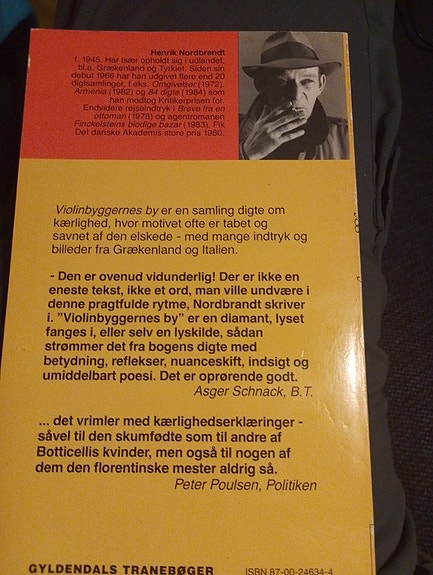 Henrik Nordbrandt
f. 1945. Har især opholdt sig i udlandet,
bl.a. Grækenland og Tyrkiet. Siden sin
debut 1966 har han udgivet flere end 20
digtsamlinger, f.eks. Omgivelser (1972),
Armenia (1982) og 84 digte (1984) som
han modtog Kritikerprisen for.
Endvidere rejseindtryk i Breve fra en
ottoman (1978) og agentromanen
Finckelsteins blodige bazar (1983). Fik
Det danske Akademis store pris 1980.
Violinbyggernes by er en samling digte om
kærlighed, hvor motivet ofte er tabet og
savnet af den elskede - med mange indtryk og
billeder fra Grækenland og Italien.
- Den er ovenud vidunderlig! Der er ikke en
eneste tekst, ikke et ord, man ville undvære i
denne pragtfulde rytme, Nordbrandt skriver
i. "Violinbyggernes by" er en diamant, lyset
fanges i, eller selv en lyskilde, sådan
strømmer det fra bogens digte med
betydning, reflekser, nuanceskift, indsigt og
umiddelbart poesi. Det er oprørende godt.
Asger Schnack, B.T.
... det vrimler med kærlighedserklæringer -
såvel til den skumfødte som til andre af
Botticellis kvinder, men også til nogen af
dem den florentinske mester aldrig så.
Peter Poulsen, Politiken
GYLDENDALS TRANEBØGER
ISBN 87-00-24634-4